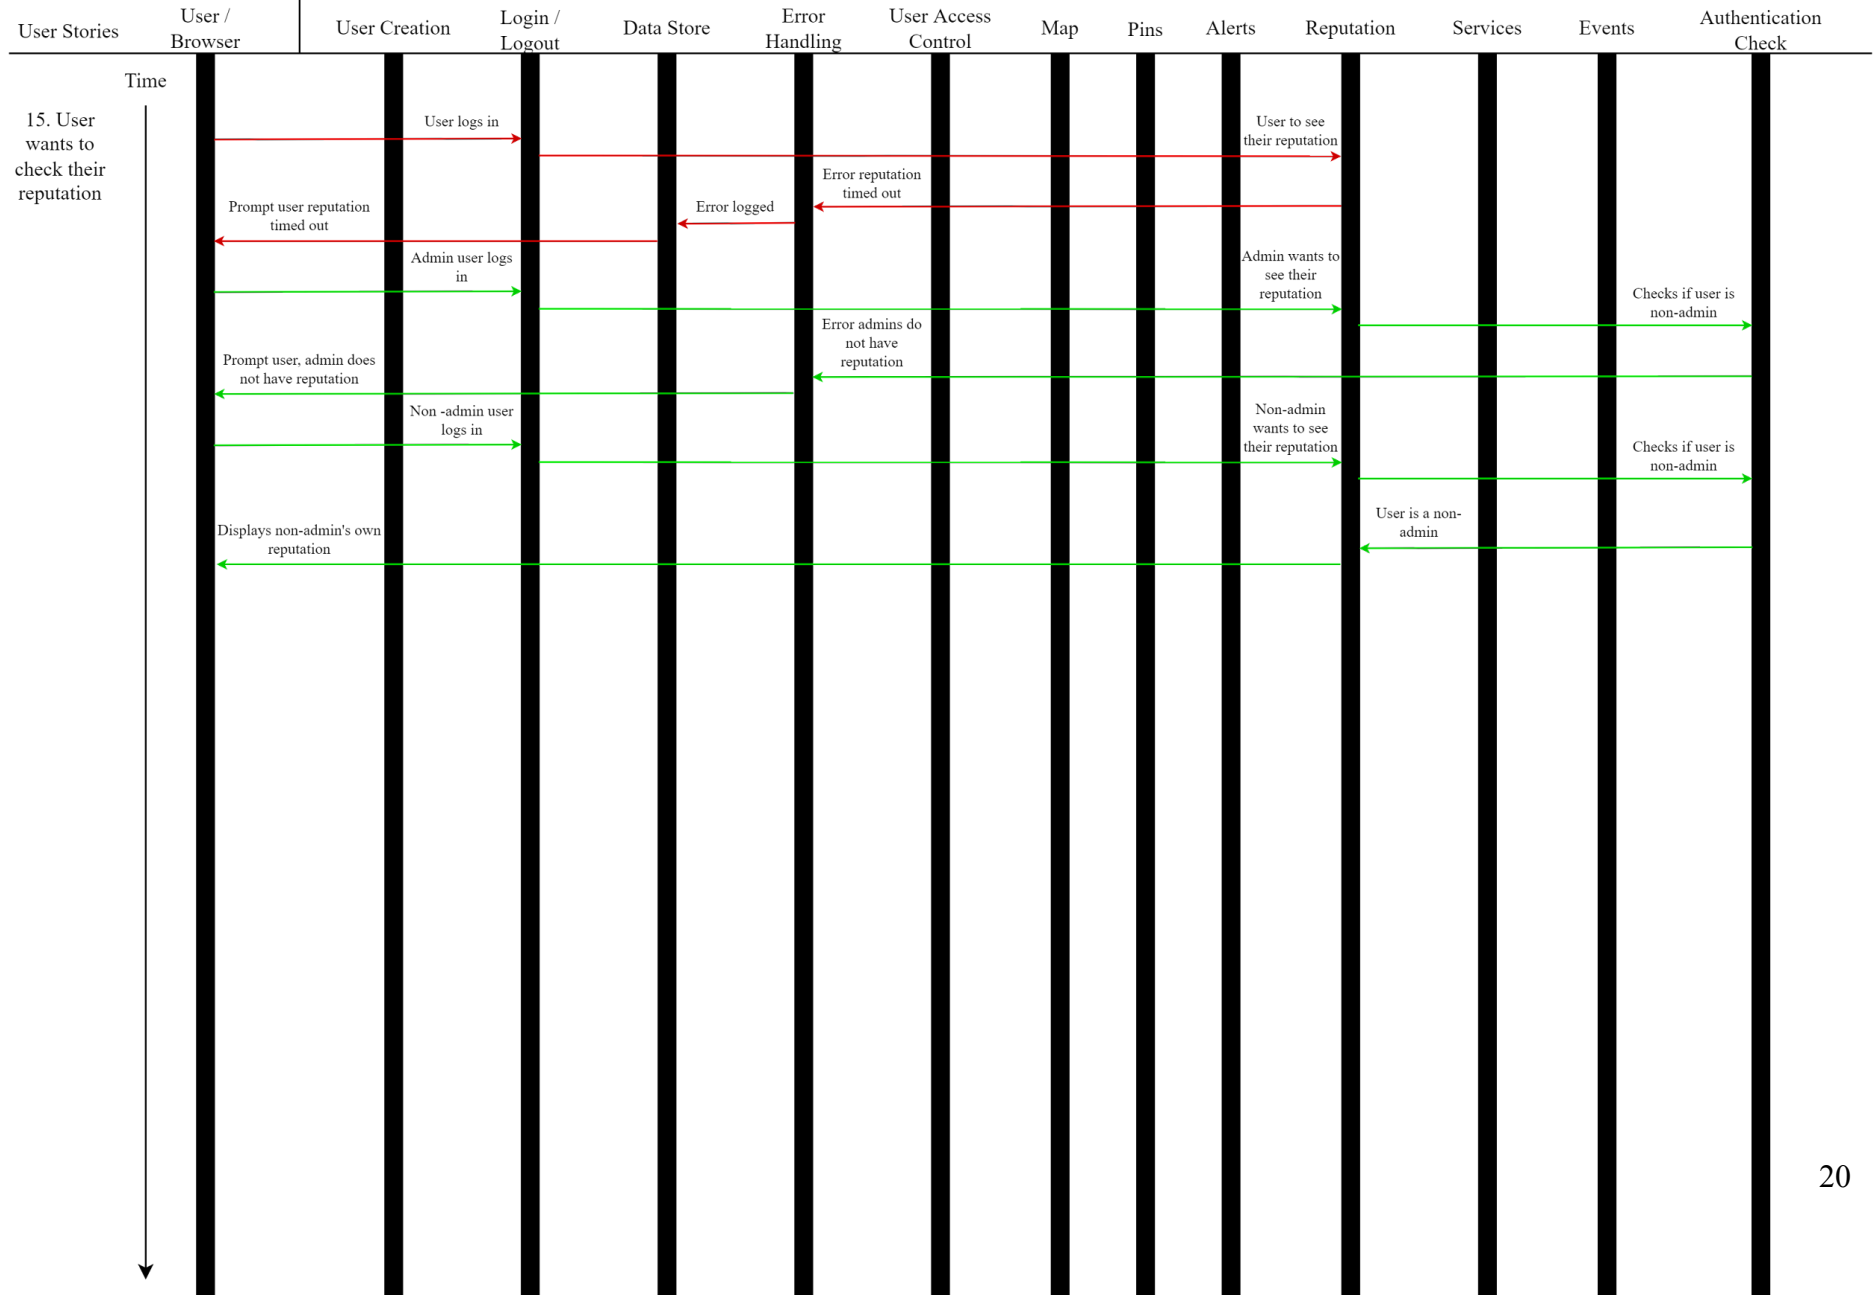 User Stories
User /
Browser
User Creation
Login /
Logout
Data Store
Error
Handling
User Access
Control
Map
Pins
Alerts
Reputation
Services
Events
Authentication
Check
Time
15. User
wants to
check their
reputation
User logs in
User to see
their reputation
Error reputation
timed out
Error logged
Prompt user reputation
timed out
Admin user logs
in
Admin wants to
see their
reputation
Checks if user is
non-admin
Error admins do
not have
reputation
Prompt user, admin does
not have reputation
Non -admin user
logs in
Non-admin
wants to see
their reputation
Checks if user is
non-admin
User is a non-
admin
Displays non-admin's own
reputation
20